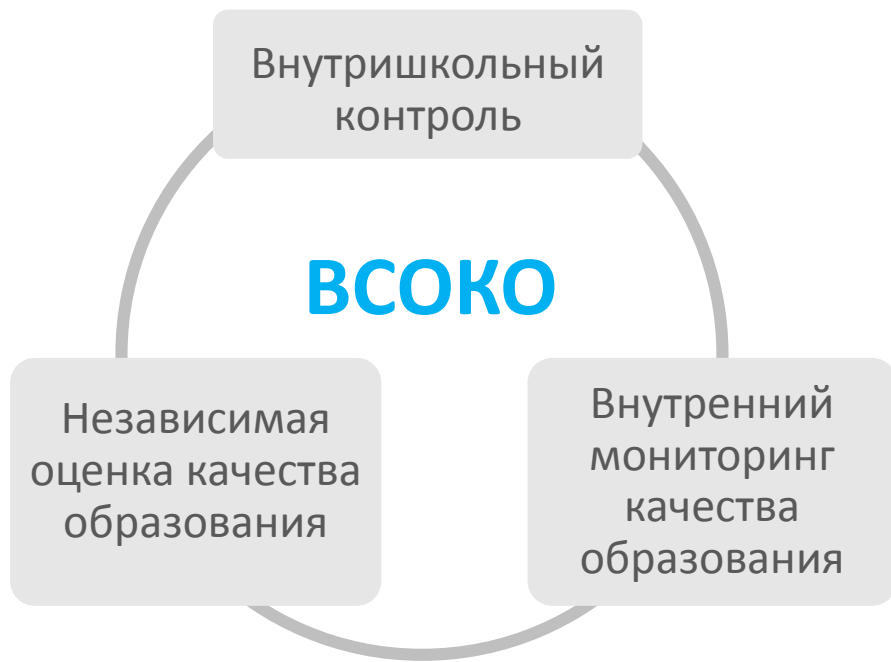 Внутришкольный
контроль
ВСОКО
Независимая
оценка качества
образования
Внутренний
мониторинг
качества
образования